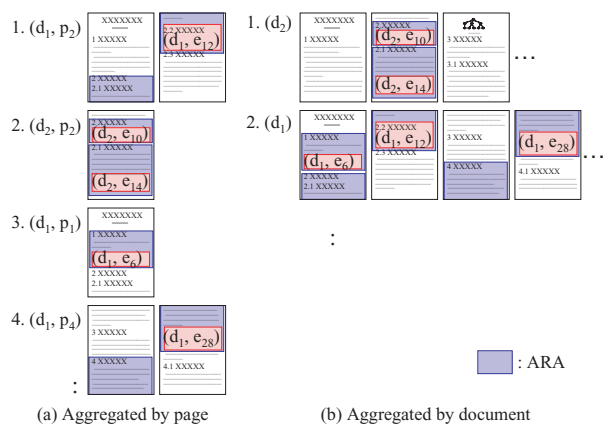 1. (d1, p2)
XXXXXXX
1 XXXXX
2 XXXXX
2.1 XXXXX
2.2 XXXXX
(d1, e12)
2.3 XXXXX
2. (d2, p2)
2 XXXXX
(d2, e10)
2.1 XXXXX
(d2, e14)
3. (d1, p1)
XXXXXXX
1 XXXXX
(d1, e6)
2 XXXXX
2.1 XXXXX
4. (d1, p4)
3 XXXXX
4 XXXXX
(d1, e28)
4.1 XXXXX
:
(a) Aggregated by page
1. (d2)
XXXXXXX
1 XXXXX
2 XXXXX
(d2, e10)
2.1 XXXXX
(d2, e14)
3 XXXXX
3.1 XXXXX
...
2. (d1)
XXXXXXX
1 XXXXX
(d1, e6)
2 XXXXX
2.1 XXXXX
2.2 XXXXX
(d1, e12)
2.3 XXXXX
3 XXXXX
4 XXXXX
(d1, e28)
4.1 XXXXX
...
:
: ARA
(b) Aggregated by document